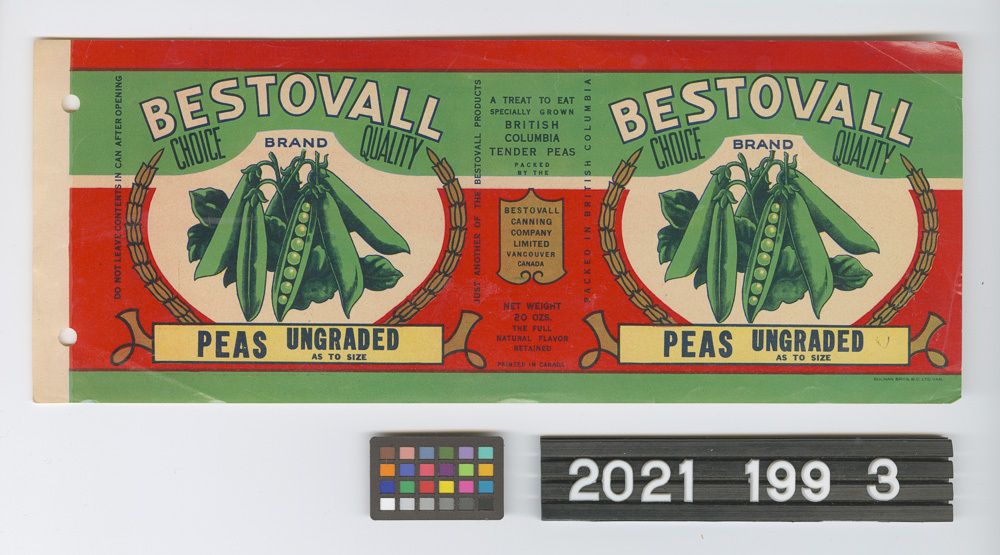 DO NOT LEAVE CONTENTS IN CAN AFTER OPENING
BESTOVALL
CHOICE QUALITY
BRAND
PEAS UNGRADED
AS TO SIZE
JUST ANOTHER OF THE BESTOVALL PRODUCTS
A TREAT TO EAT
SPECIALLY GROWN
BRITISH
COLUMBIA
TENDER PEAS
PACKED
BY THE
BESTOVALL
CANNING
COMPANY
LIMITED
VANCOUVER
CANADA
NET WEIGHT
20 OZS.
THE FULL
NATURAL FLAVOR
RETAINED
PRINTED IN CANADA
PACKED IN BRITISH COLUMBIA
BESTOVALL
CHOICE QUALITY
BRAND
PEAS UNGRADED
AS TO SIZE
2021 199 3